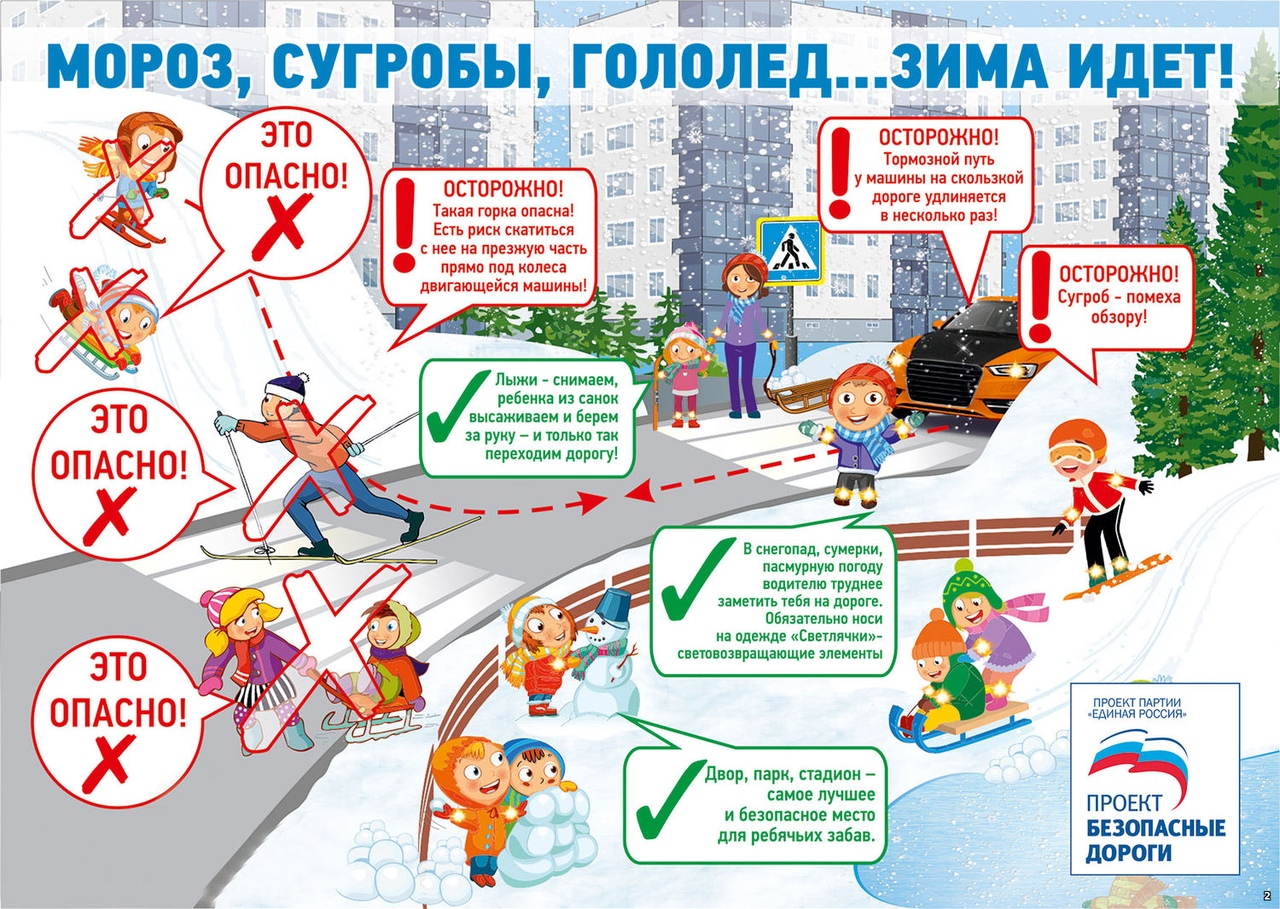 МОРОЗ, СУГРОБЫ, ГОЛОЛЕД...ЗИМА ИДЕТ!
ЭТО
ОПАСНО!
ОСТОРОЖНО!
Такая горка опасна!
Есть риск скатиться
с нее на презжую часть
прямо под колеса
двигающейся машины!
ОСТОРОЖНО!
Тормозной путь
у машины на скользкой
дороге удлиняется
в несколько раз!
ОСТОРОЖНО!
Сугроб - помеха
обзору!
Лыжи - снимаем,
ребенка из санок
высаживаем и берем
за руку – и только так
переходим дорогу!
ЭТО
ОПАСНО!
В снегопад, сумерки,
пасмурную погоду
водителю труднее
заметить тебя на дороге.
Обязательно носи
на одежде «Светлячки»-
световозвращающие элементы
ЭТО
ОПАСНО!
Двор, парк, стадион –
самое лучшее
и безопасное место
для ребячьих забав.
ПРОЕКТ ПАРТИИ
«ЕДИНАЯ РОССИЯ»
ПРОЕКТ
БЕЗОПАСНЫЕ
ДОРОГИ
2